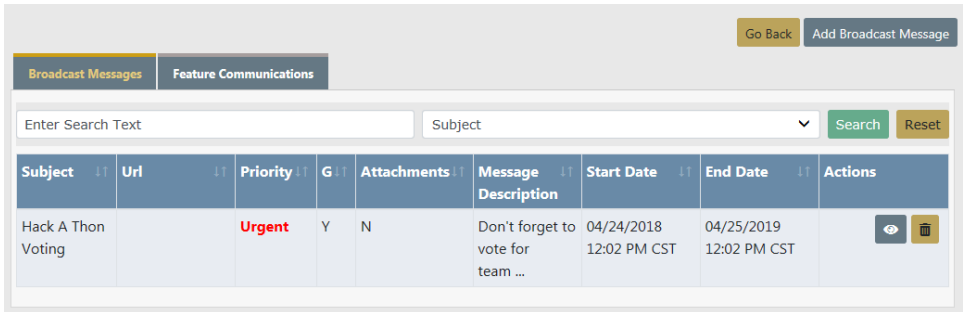 Go Back Add Broadcast Message
Broadcast Messages Feature Communications
Enter Search Text Subject Search Reset
Subject Url Priority G Attachments Message Description Start Date End Date Actions
Hack A Thon Voting Urgent Y N Don't forget to vote for team ... 04/24/2018 12:02 PM CST 04/25/2019 12:02 PM CST